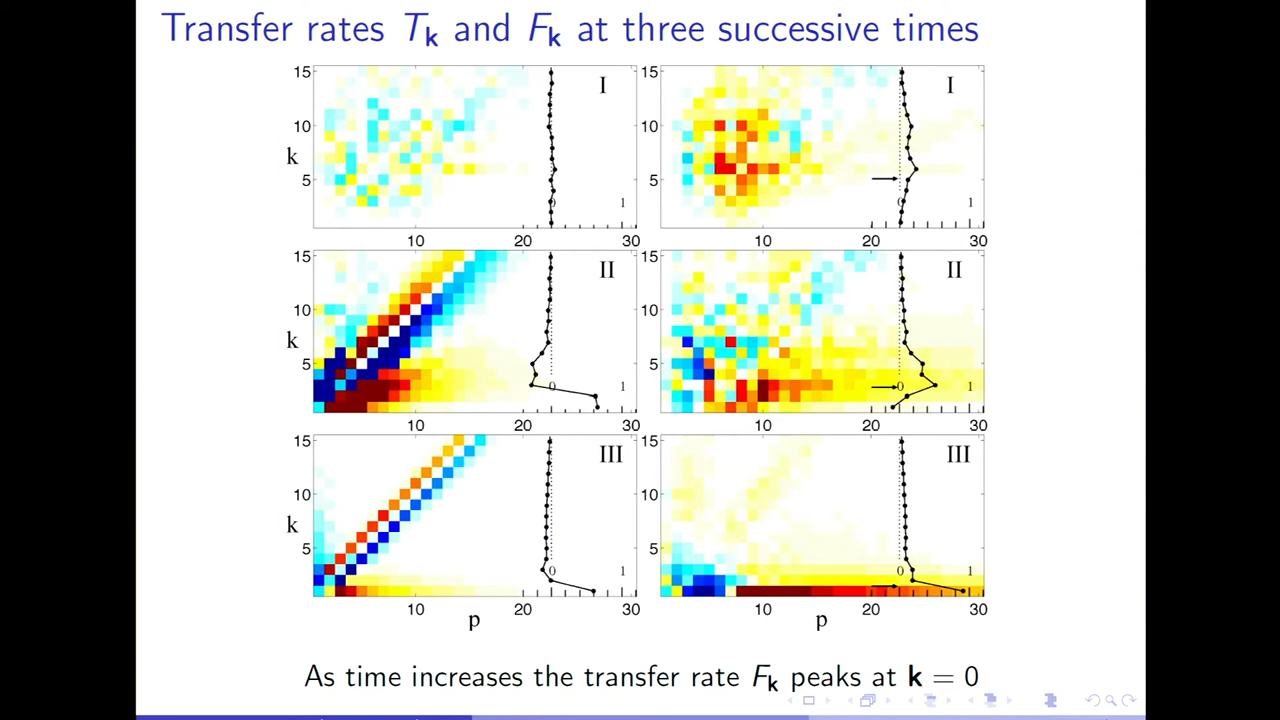 Transfer rates Tk and Fk at three successive times
15
10
5
k
I
0 1
10 20 30
15
10
5
I
0 1
10 20 30
15
10
5
k
II
0 1
10 20 30
15
10
5
II
0 1
10 20 30
15
10
5
k
III
0 1
10 20 30
p
15
10
5
III
0 1
10 20 30
p
As time increases the transfer rate Fk peaks at k = 0